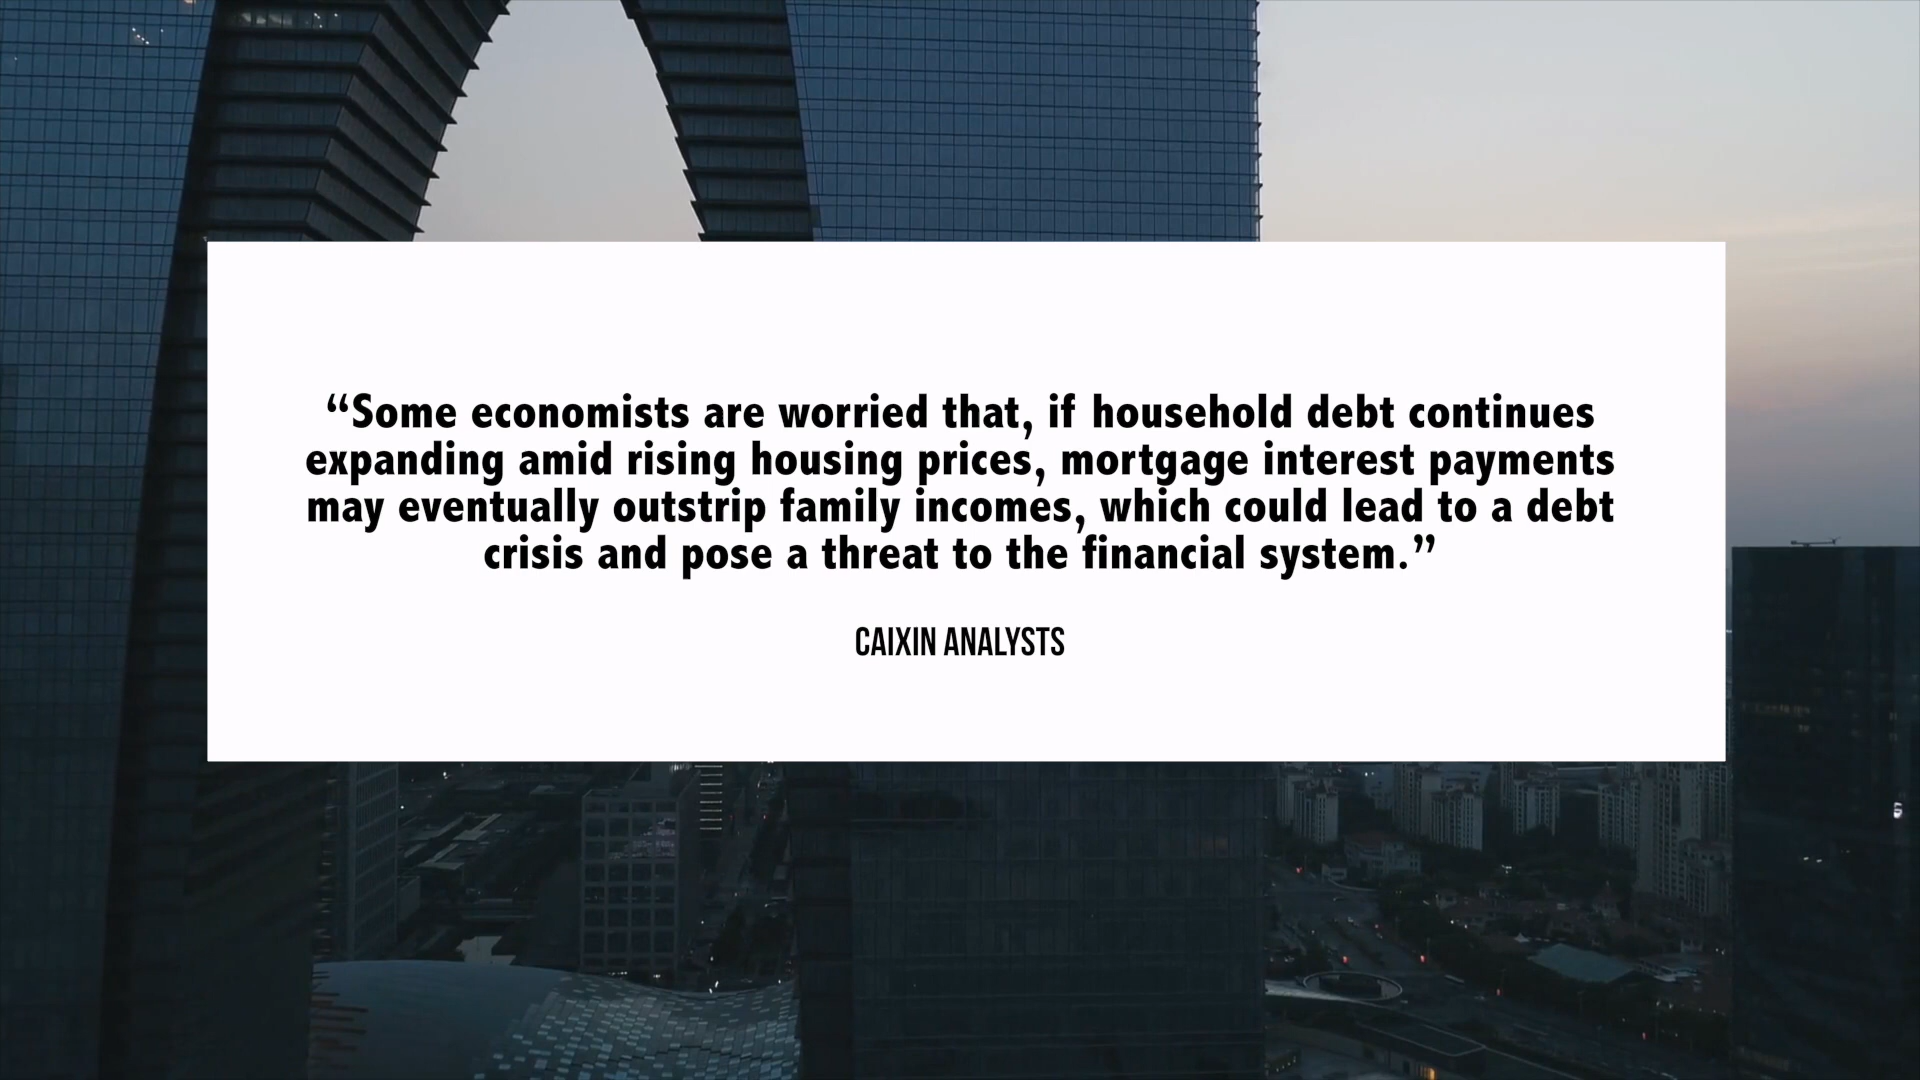 “Some economists are worried that, if household debt continues
expanding amid rising housing prices, mortgage interest payments
may eventually outstrip family incomes, which could lead to a debt
crisis and pose a threat to the financial system.”
CAIXIN ANALYSTS